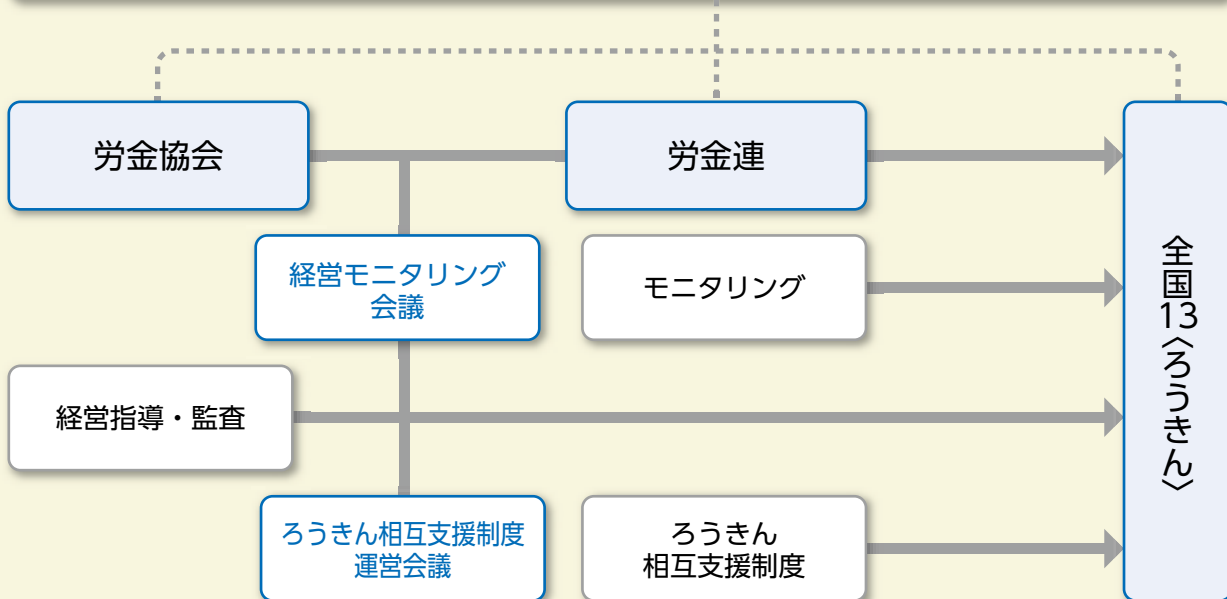 労金協会
労金連
全国13〈ろうきん〉
経営モニタリング
会議
モニタリング
経営指導・監査
ろうきん相互支援制度
運営会議
ろうきん
相互支援制度